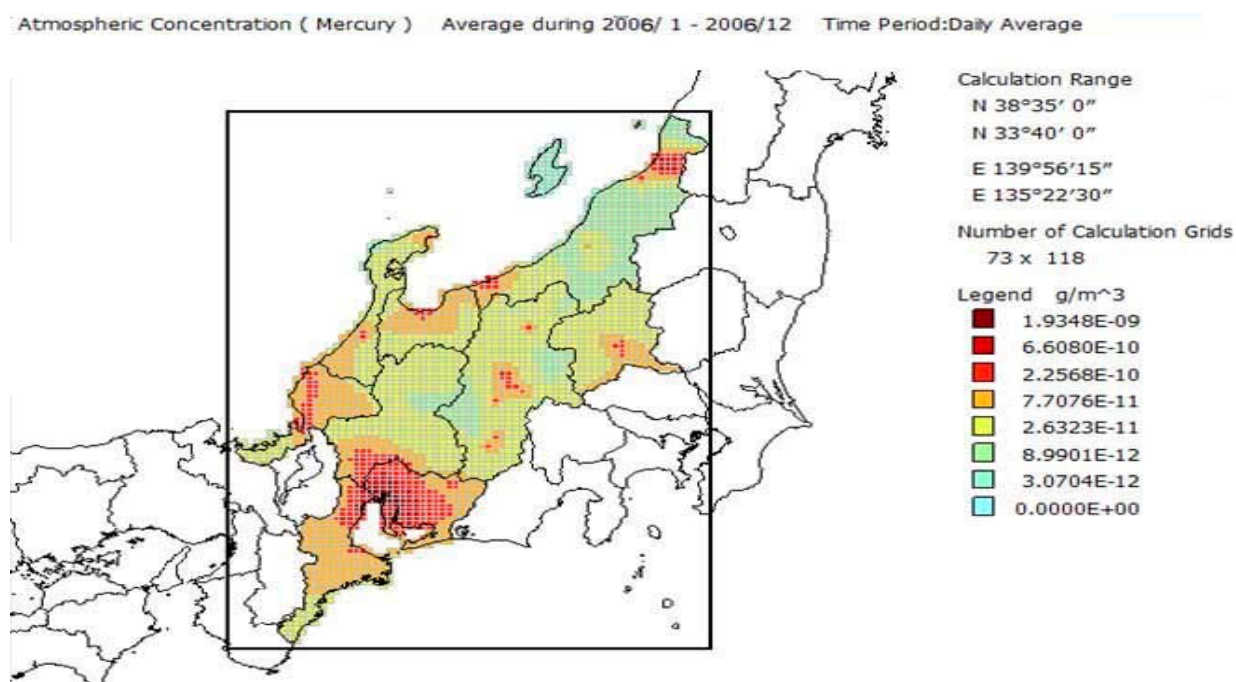 Atmospheric Concentration ( Mercury ) Average during 2006/ 1 - 2006/12 Time Period:Daily Average
Calculation Range
N 38°35′ 0″
N 33°40′ 0″
E 139°56′15″
E 135°22′30″
Number of Calculation Grids
73 x 118
Legend g/m^3
1.9348E-09
6.6080E-10
2.2568E-10
7.7076E-11
2.6323E-11
8.9901E-12
3.0704E-12
0.0000E+00